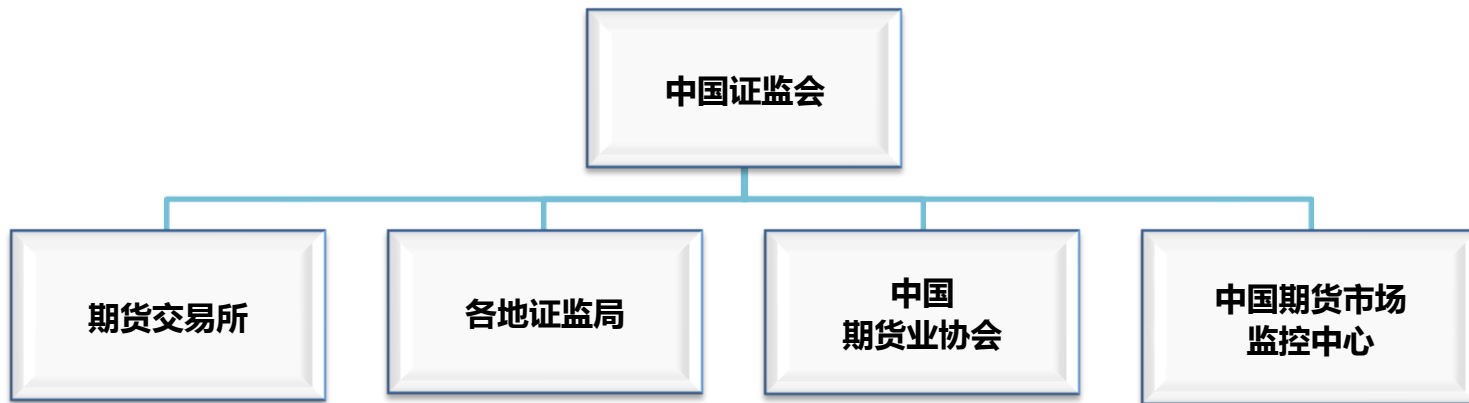 中国证监会
期货交易所
各地证监局
中国
期货业协会
中国期货市场
监控中心